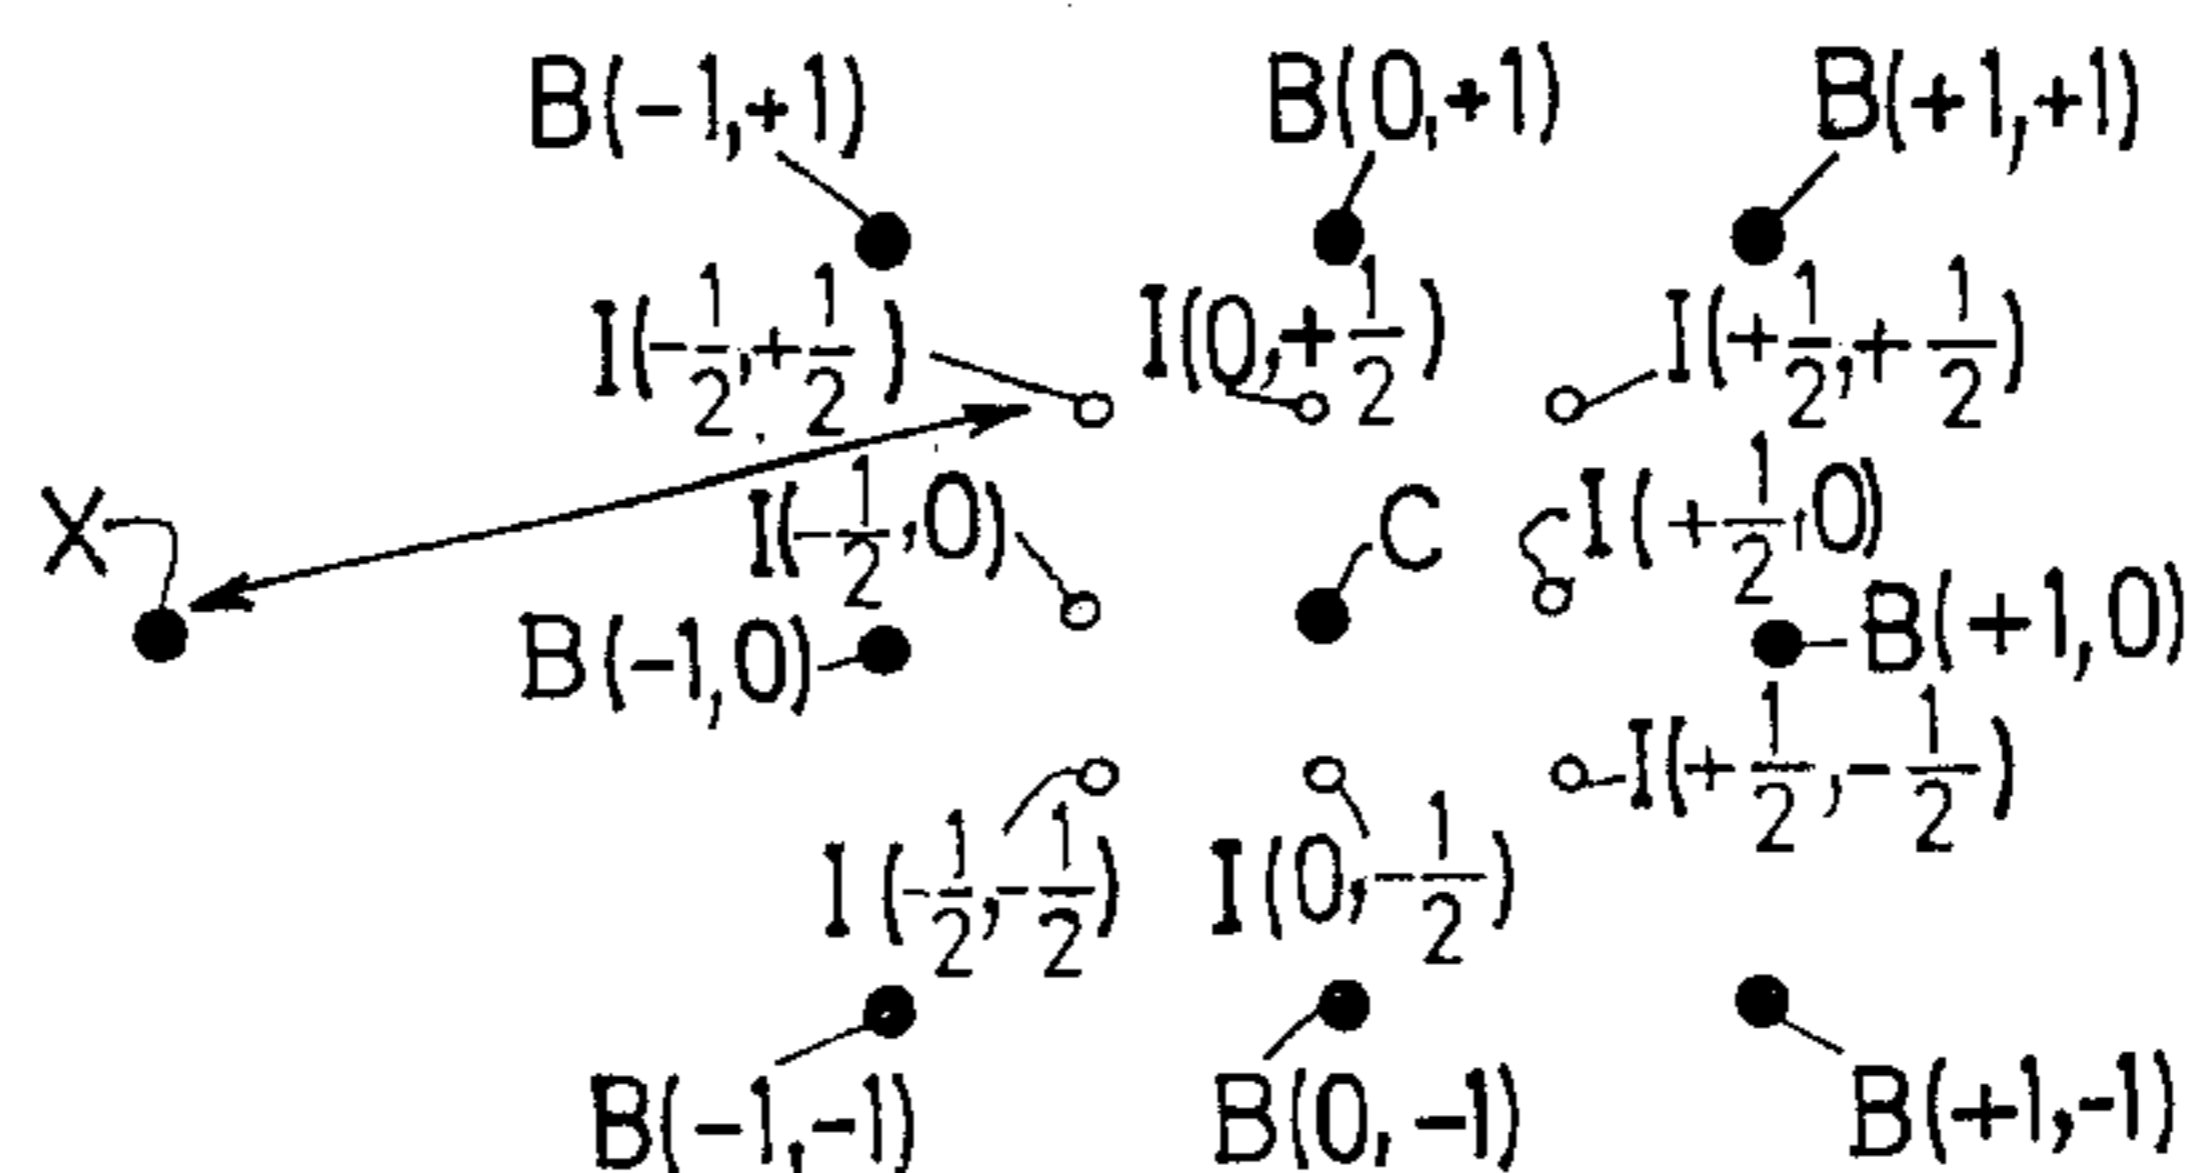 B(-1,+1) B(0,+1) B(+1,+1)
I(-1/2,+1/2) I(0,+1/2) I(+1/2,+1/2)
X I(-1/2,0) C I(+1/2,0)
B(-1,0) B(+1,0)
I(+1/2,-1/2)
I(-1/2,-1/2) I(0,-1/2)
B(-1,-1) B(0,-1) B(+1,-1)